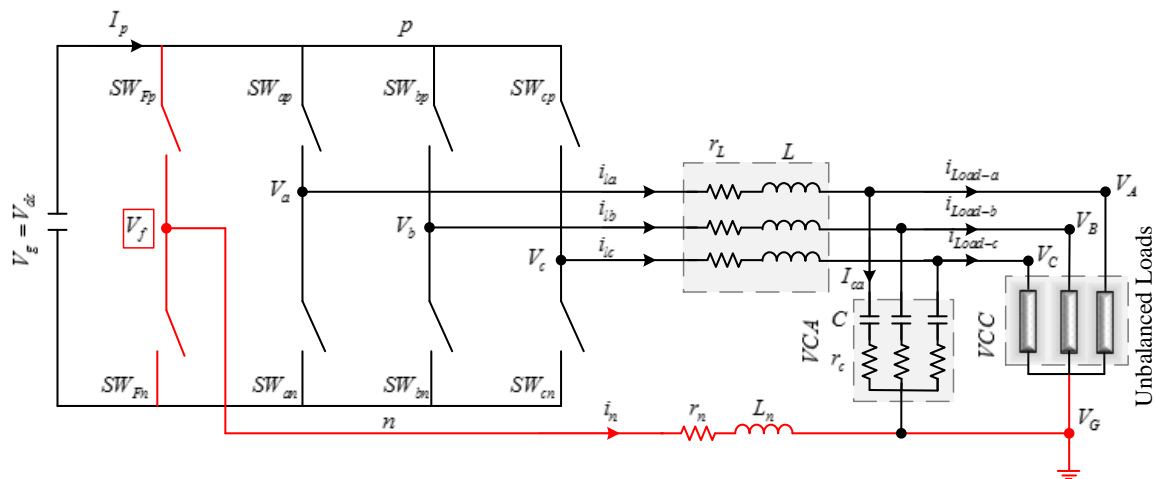 I_p
p
SW_Fp
SW_ap
SW_bp
SW_cp
r_L
L
i_la
i_Load-a
V_A
V_a
V_g = V_dc
V_f
i_lb
i_Load-b
V_B
V_b
i_lc
i_Load-c
V_C
V_c
I_ca
C
VCA
r_c
VCC
Unbalanced Loads
SW_Fn
SW_an
SW_bn
SW_cn
n
i_n
r_n
L_n
V_G